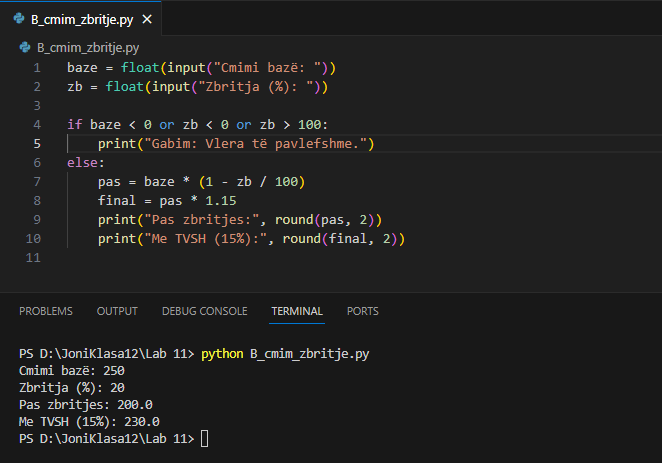 B_cmim_zbritje.py
B_cmim_zbritje.py
1 baze = float(input("Cmimi bazë: "))
2 zb = float(input("Zbritja (%): "))
3
4 if baze < 0 or zb < 0 or zb > 100:
5     print("Gabim: Vlera të pavlefshme.")
6 else:
7     pas = baze * (1 - zb / 100)
8     final = pas * 1.15
9     print("Pas zbritjes:", round(pas, 2))
10     print("Me TVSH (15%):", round(final, 2))
11
PROBLEMS OUTPUT DEBUG CONSOLE TERMINAL PORTS
PS D:\JoniKlasa12\Lab 11> python B_cmim_zbritje.py
Cmimi bazë: 250
Zbritja (%): 20
Pas zbritjes: 200.0
Me TVSH (15%): 230.0
PS D:\JoniKlasa12\Lab 11>